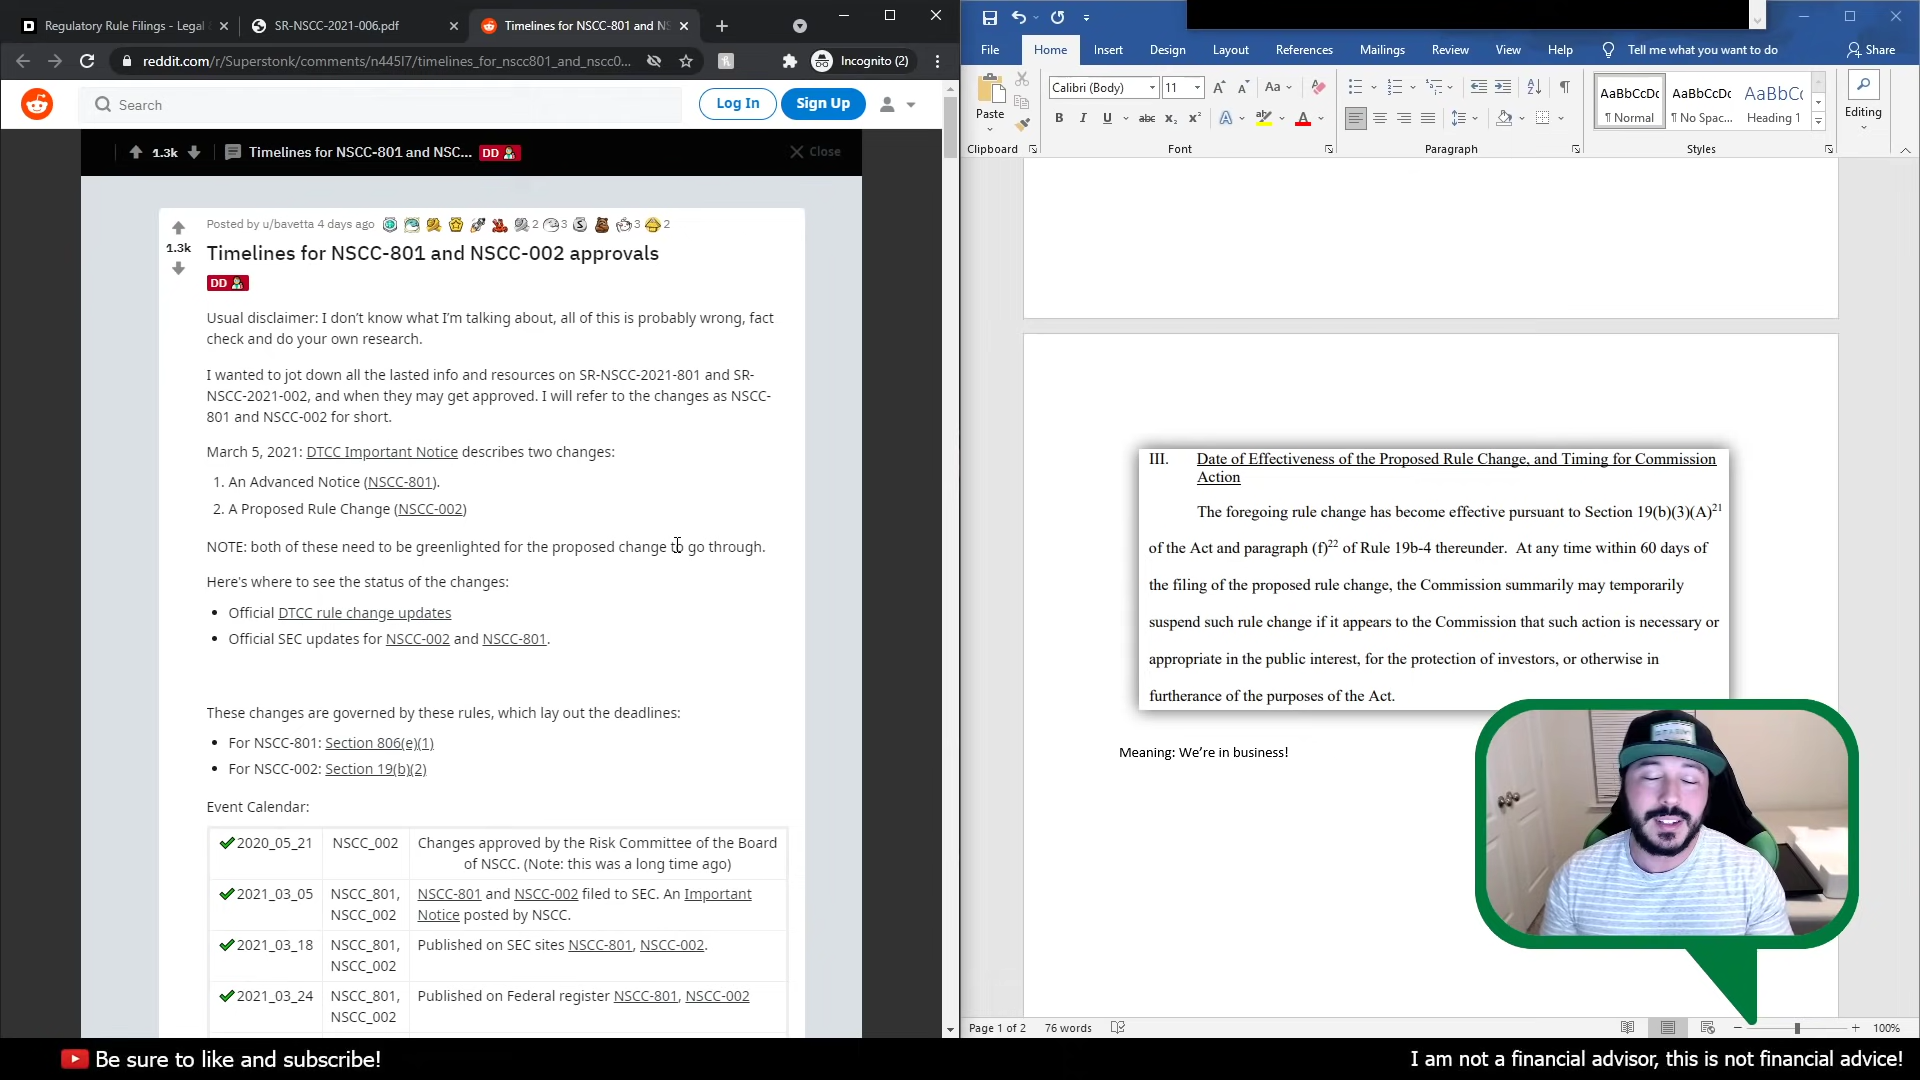 Regulatory Rule Filings - Legal
SR-NSCC-2021-006.pdf
Timelines for NSCC-801 and NS
reddit.com/r/Superstonk/comments/n445l7/timelines_for_nscc801_and_nscc0...
Incognito (2)
Search
Log In
Sign Up
1.3k
Timelines for NSCC-801 and NSC...
DD
Close
Posted by u/bavetta 4 days ago
2
3
3
2
1.3k
Timelines for NSCC-801 and NSCC-002 approvals
DD
Usual disclaimer: I don’t know what I’m talking about, all of this is probably wrong, fact
check and do your own research.
I wanted to jot down all the lasted info and resources on SR-NSCC-2021-801 and SR-
NSCC-2021-002, and when they may get approved. I will refer to the changes as NSCC-
801 and NSCC-002 for short.
March 5, 2021: DTCC Important Notice describes two changes:
1. An Advanced Notice (NSCC-801).
2. A Proposed Rule Change (NSCC-002)
NOTE: both of these need to be greenlighted for the proposed change to go through.
Here's where to see the status of the changes:
• Official DTCC rule change updates
• Official SEC updates for NSCC-002 and NSCC-801.
These changes are governed by these rules, which lay out the deadlines:
• For NSCC-801: Section 806(e)(1)
• For NSCC-002: Section 19(b)(2)
Event Calendar:
2020_05_21 NSCC_002 Changes approved by the Risk Committee of the Board
of NSCC. (Note: this was a long time ago)
2021_03_05 NSCC_801, NSCC-801 and NSCC-002 filed to SEC. An Important
NSCC_002 Notice posted by NSCC.
2021_03_18 NSCC_801, Published on SEC sites NSCC-801, NSCC-002.
NSCC_002
2021_03_24 NSCC_801, Published on Federal register NSCC-801, NSCC-002
NSCC_002
File Home Insert Design Layout References Mailings Review View Help Tell me what you want to do Share
Paste
Calibri (Body) 11
Aa
B I U abc x₂ x² A A
AaBbCcDc AaBbCcDc AaBbC(
¶ Normal ¶ No Spac... Heading 1
Editing
Clipboard Font Paragraph Styles
III. Date of Effectiveness of the Proposed Rule Change, and Timing for Commission
Action
The foregoing rule change has become effective pursuant to Section 19(b)(3)(A)21
of the Act and paragraph (f)22 of Rule 19b-4 thereunder. At any time within 60 days of
the filing of the proposed rule change, the Commission summarily may temporarily
suspend such rule change if it appears to the Commission that such action is necessary or
appropriate in the public interest, for the protection of investors, or otherwise in
furtherance of the purposes of the Act.
Meaning: We’re in business!
Page 1 of 2 76 words
100%
Be sure to like and subscribe!
I am not a financial advisor, this is not financial advice!